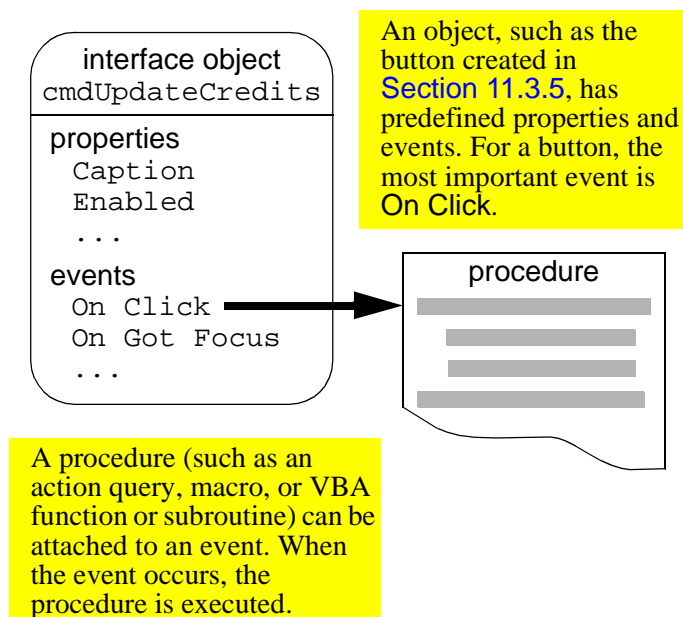 interface object
cmdUpdateCredits
properties
Caption
Enabled
...
events
On Click
On Got Focus
...
An object, such as the
button created in
Section 11.3.5, has
predefined properties and
events. For a button, the
most important event is
On Click.
procedure
A procedure (such as an
action query, macro, or VBA
function or subroutine) can be
attached to an event. When
the event occurs, the
procedure is executed.